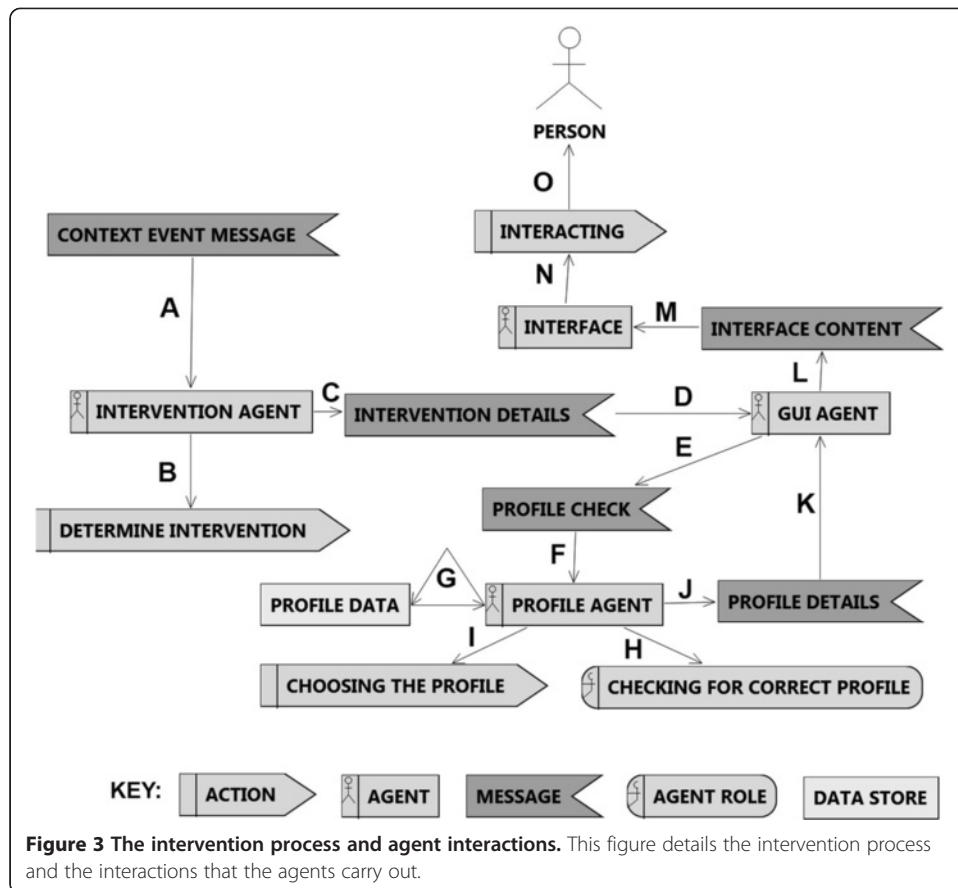 PERSON
O
CONTEXT EVENT MESSAGE
INTERACTING
A
N
M
INTERFACE
INTERFACE CONTENT
L
C
D
INTERVENTION AGENT
INTERVENTION DETAILS
GUI AGENT
E
B
K
PROFILE CHECK
DETERMINE INTERVENTION
F
G
J
PROFILE DATA
PROFILE AGENT
PROFILE DETAILS
I
H
CHOOSING THE PROFILE
CHECKING FOR CORRECT PROFILE
KEY:
ACTION
AGENT
MESSAGE
AGENT ROLE
DATA STORE
Figure 3 The intervention process and agent interactions. This figure details the intervention process
and the interactions that the agents carry out.